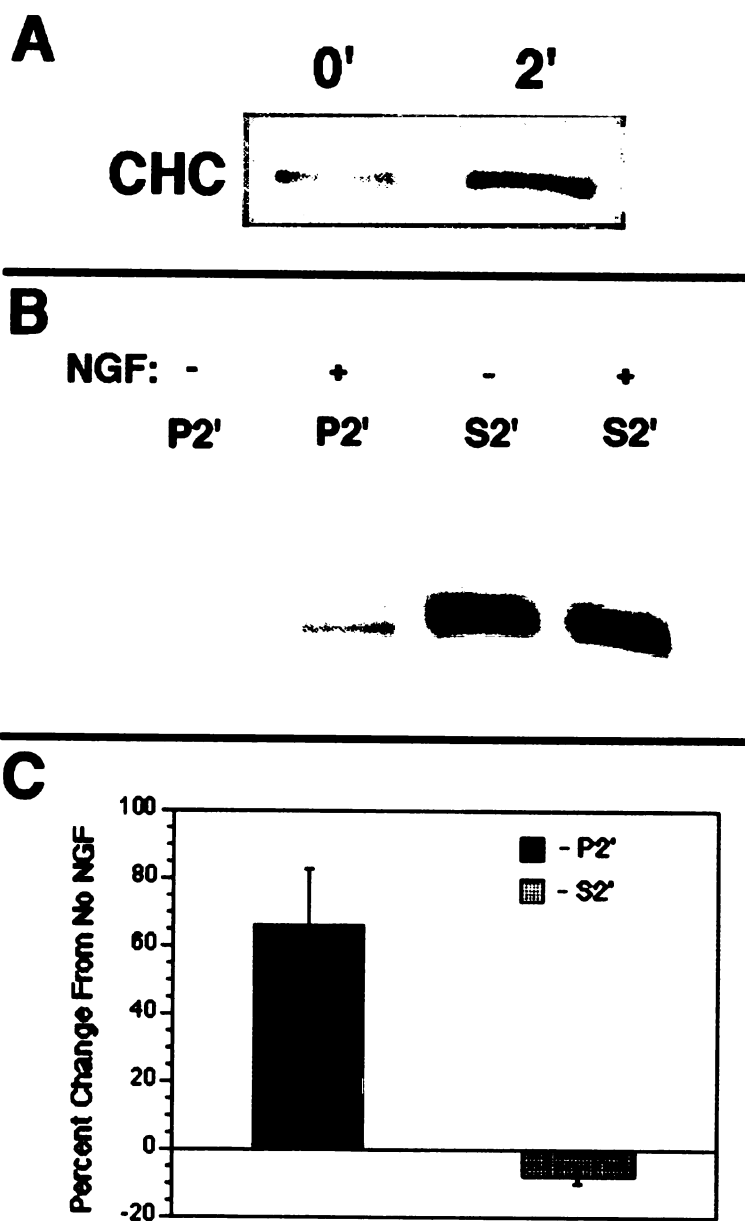 A
0' 2'
CHC
B
NGF: - + - +
P2' P2' S2' S2'
C
Percent Change From No NGF
100
80
60
40
20
0
-20
- P2'
- S2'